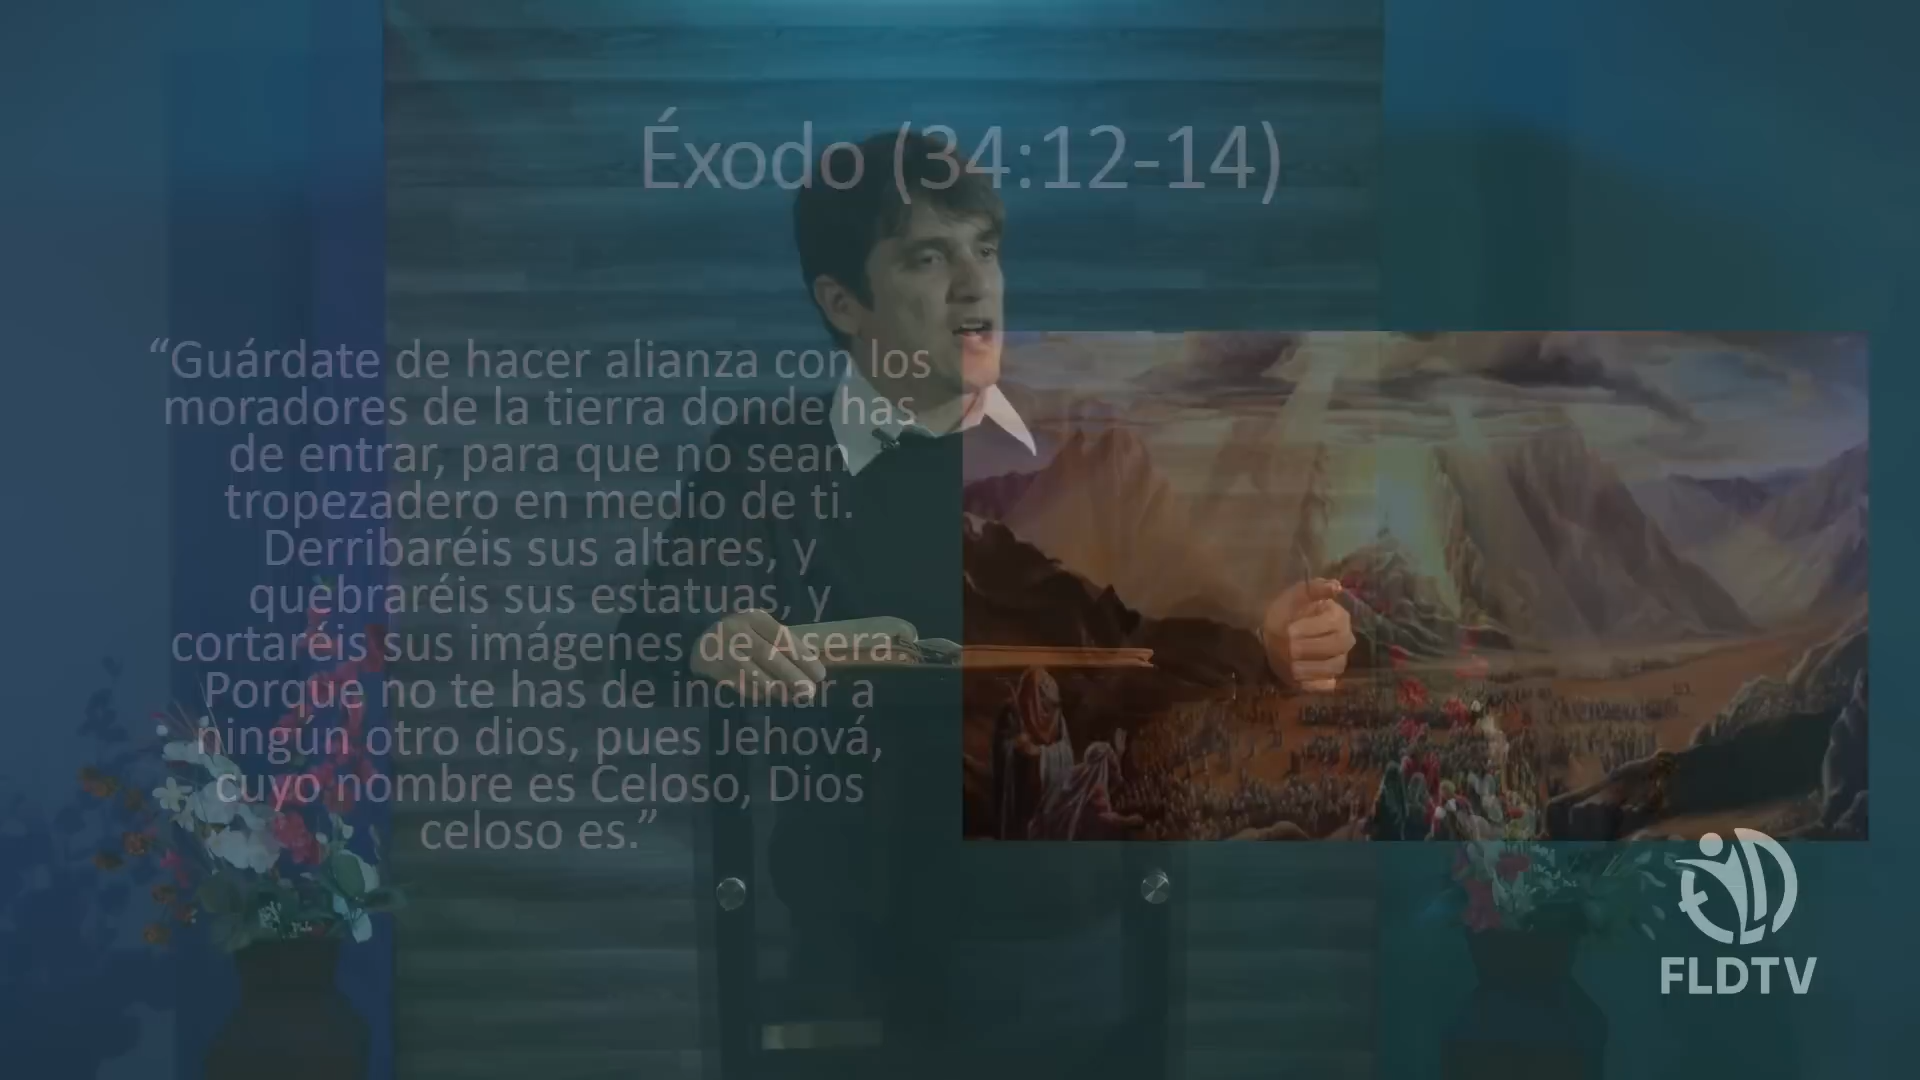 Éxodo (34:12-14)
“Guárdate de hacer alianza con los
moradores de la tierra donde has
de entrar, para que no sean
tropezadero en medio de ti.
Derribaréis sus altares, y
quebraréis sus estatuas, y
cortaréis sus imágenes de Asera.
Porque no te has de inclinar a
ningún otro dios, pues Jehová,
cuyo nombre es Celoso, Dios
celoso es.”
FLDTV